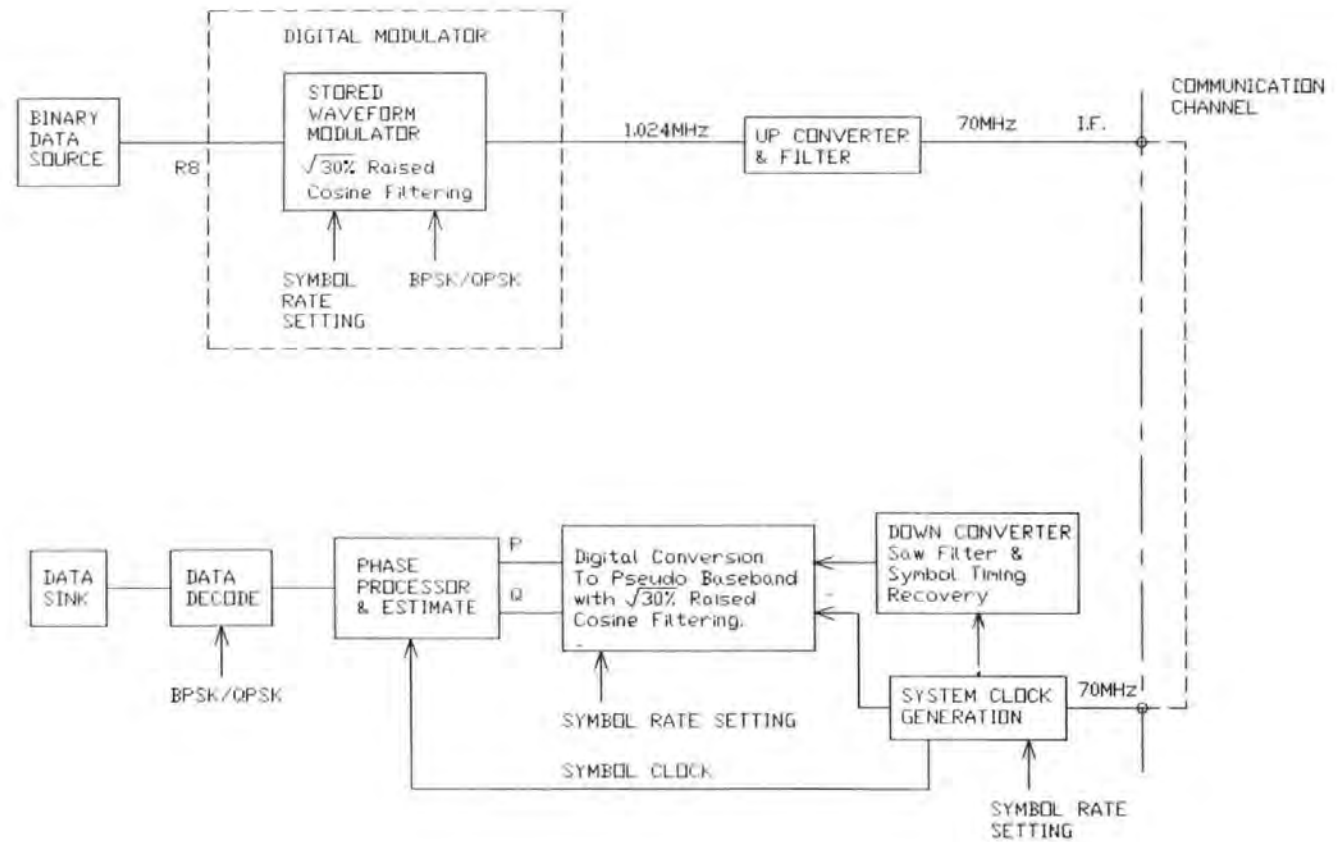 DIGITAL MODULATOR
BINARY
DATA
SOURCE
R8
STORED
WAVEFORM
MODULATOR
√30% Raised
Cosine Filtering
SYMBOL
RATE
SETTING
BPSK/QPSK
1.024MHz
UP CONVERTER
& FILTER
70MHz
I.F.
COMMUNICATION
CHANNEL
DATA
SINK
DATA
DECODE
BPSK/QPSK
PHASE
PROCESSOR
& ESTIMATE
P
Q
Digital Conversion
To Pseudo Baseband
with √30% Raised
Cosine Filtering.
SYMBOL RATE SETTING
DOWN CONVERTER
Saw Filter &
Symbol Timing
Recovery
SYSTEM CLOCK
GENERATION
70MHz
SYMBOL CLOCK
SYMBOL RATE
SETTING